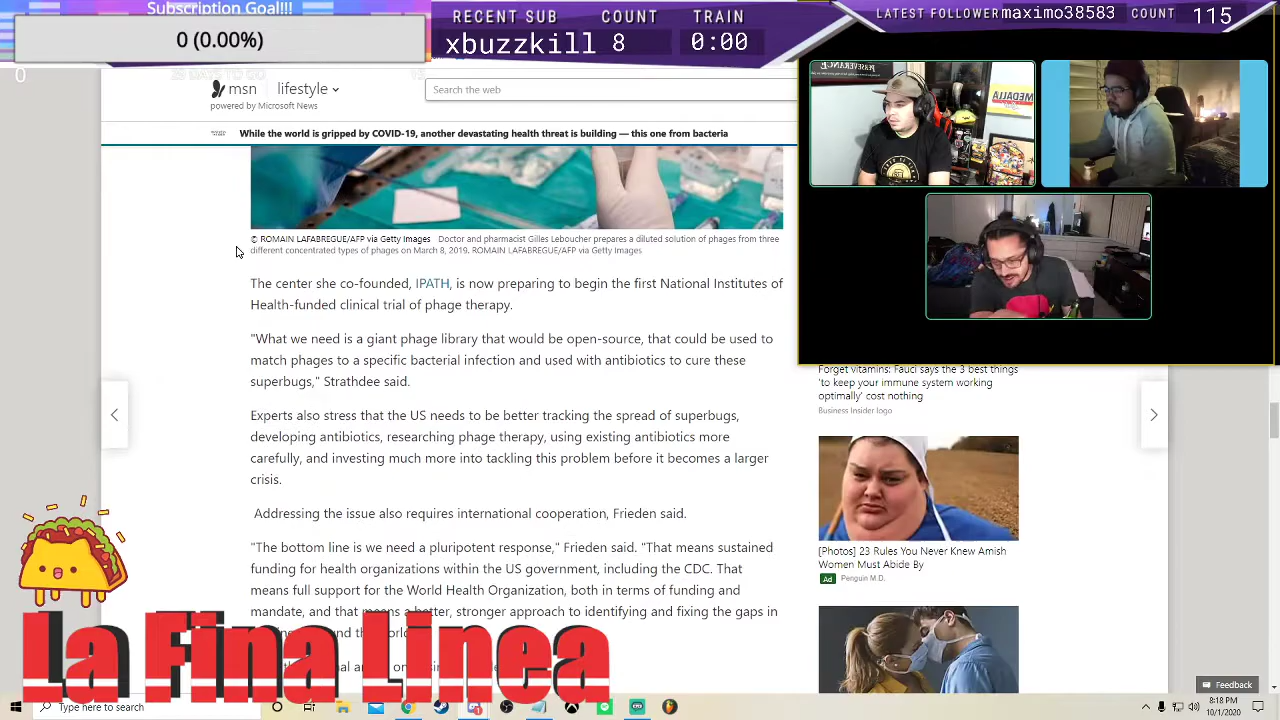 Subscription Goal!!!
0 (0.00%)
0
29 DAYS TO GO
RECENT SUB
COUNT
TRAIN
xbuzzkill
8
0:00
LATEST FOLLOWER
maximo38583
COUNT
115
PERSEVERANCE
MEDALLA
msn
lifestyle
powered by Microsoft News
Search the web
While the world is gripped by COVID-19, another devastating health threat is building — this one from bacteria
© ROMAIN LAFABREGUE/AFP via Getty Images Doctor and pharmacist Gilles Leboucher prepares a diluted solution of phages from three
different concentrated types of phages on March 8, 2019. ROMAIN LAFABREGUE/AFP via Getty Images
The center she co-founded, IPATH, is now preparing to begin the first National Institutes of
Health-funded clinical trial of phage therapy.
"What we need is a giant phage library that would be open-source, that could be used to
match phages to a specific bacterial infection and used with antibiotics to cure these
superbugs," Strathdee said.
Experts also stress that the US needs to be better tracking the spread of superbugs,
developing antibiotics, researching phage therapy, using existing antibiotics more
carefully, and investing much more into tackling this problem before it becomes a larger
crisis.
Addressing the issue also requires international cooperation, Frieden said.
"The bottom line is we need a pluripotent response," Frieden said. "That means sustained
funding for health organizations within the US government, including the CDC. That
means full support for the World Health Organization, both in terms of funding and
mandate, and that means a better, stronger approach to identifying and fixing the gaps in
Forget vitamins: Fauci says the 3 best things
'to keep your immune system working
optimally' cost nothing
Business Insider logo
[Photos] 23 Rules You Never Knew Amish
Women Must Abide By
Ad Penguin M.D.
Feedback
La Fina Linea
Type here to search
8:18 PM
10/1/2020